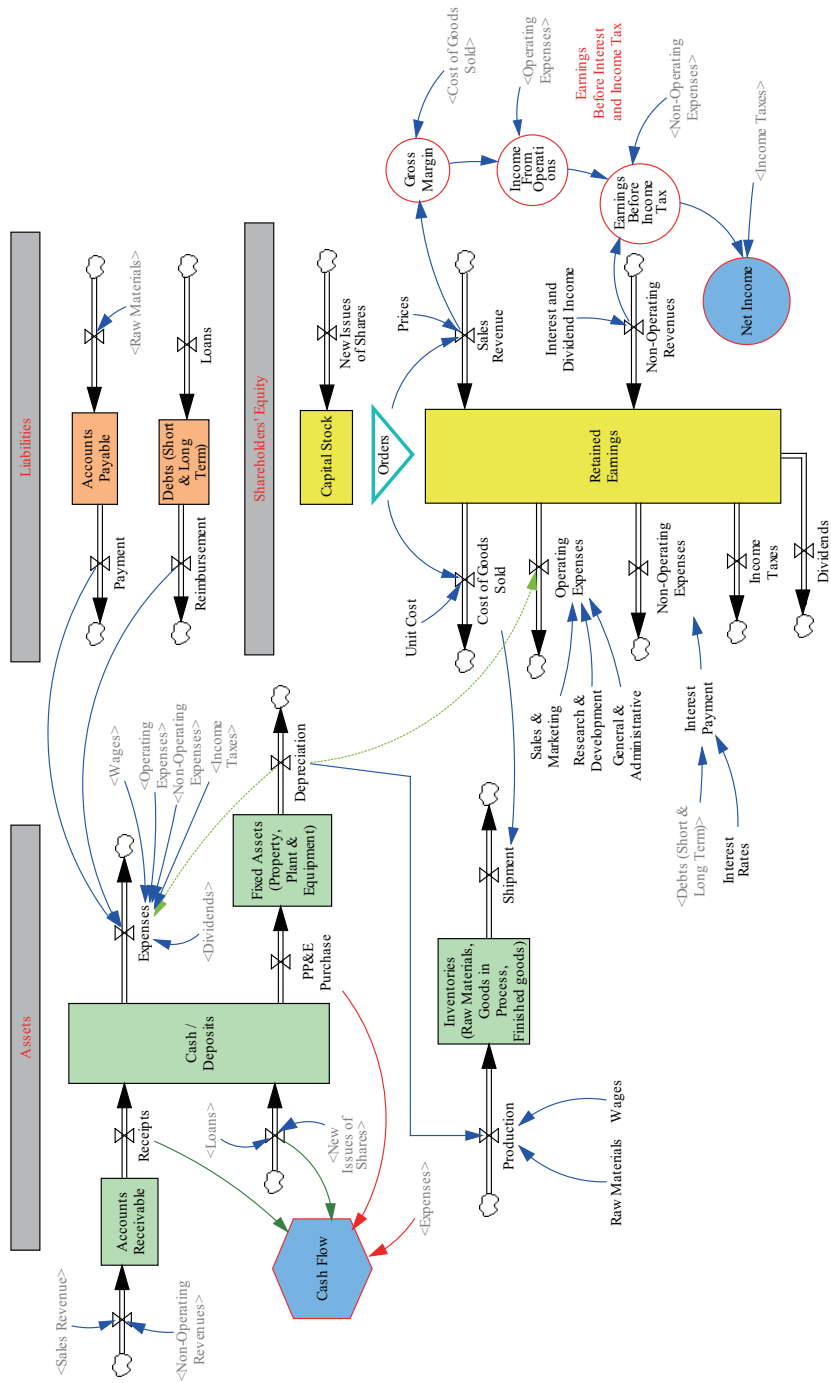 Assets
Liabilities
<Sales Revenue>
<Non-Operating
Revenues>
Accounts
Receivable
Receipts
Cash /
Deposits
Expenses
<Wages>
<Operating
Expenses>
<Non-Operating
Expenses>
<Income
Taxes>
<Dividends>
<Loans>
<New
Issues of
Shares>
PP&E
Purchase
Fixed Assets
(Property,
Plant &
Equipment)
Depreciation
Cash Flow
<Expenses>
Production
Raw Materials
Wages
Inventories
(Raw Materials,
Goods in
Process,
Finished goods)
Shipment
Payment
Accounts
Payable
<Raw Materials>
Reimbursement
Debts (Short
& Long
Term)
Loans
Shareholders' Equity
Capital Stock
New Issues
of Shares
Orders
Prices
Unit Cost
Cost of Goods
Sold
Sales
Revenue
Retained
Earnings
Operating
Expenses
Sales &
Marketing
Research &
Development
General &
Administrative
Non-Operating
Expenses
Interest
Payment
<Debts (Short &
Long Term)>
Interest
Rates
Income
Taxes
Dividends
Interest and
Dividend Income
Non-Operating
Revenues
Gross
Margin
<Cost of Goods
Sold>
Income
From
Operati
ons
<Operating
Expenses>
Earnings
Before Interest
and Income Tax
Earnings
Before
Income
Tax
<Non-Operating
Expenses>
Net Income
<Income Taxes>